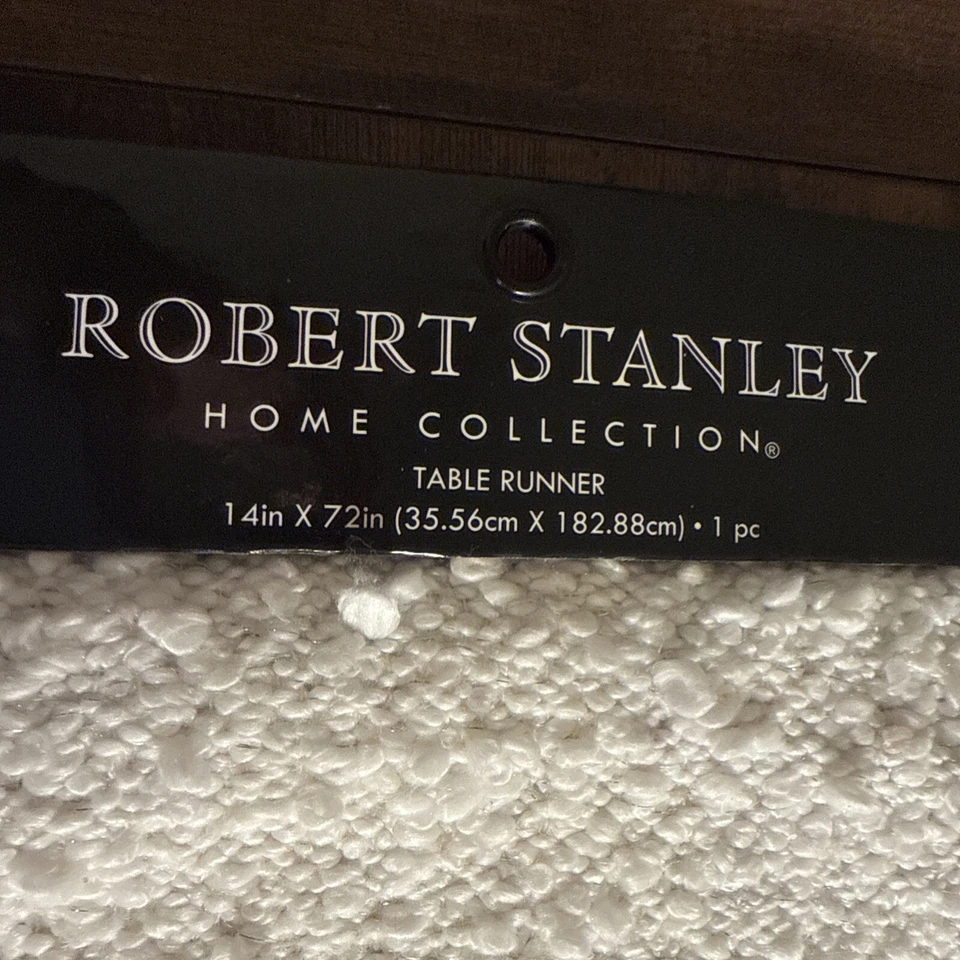 ROBERT STANLEY
HOME COLLECTION®
TABLE RUNNER
14in X 72in (35.56cm X 182.88cm) • 1 pc